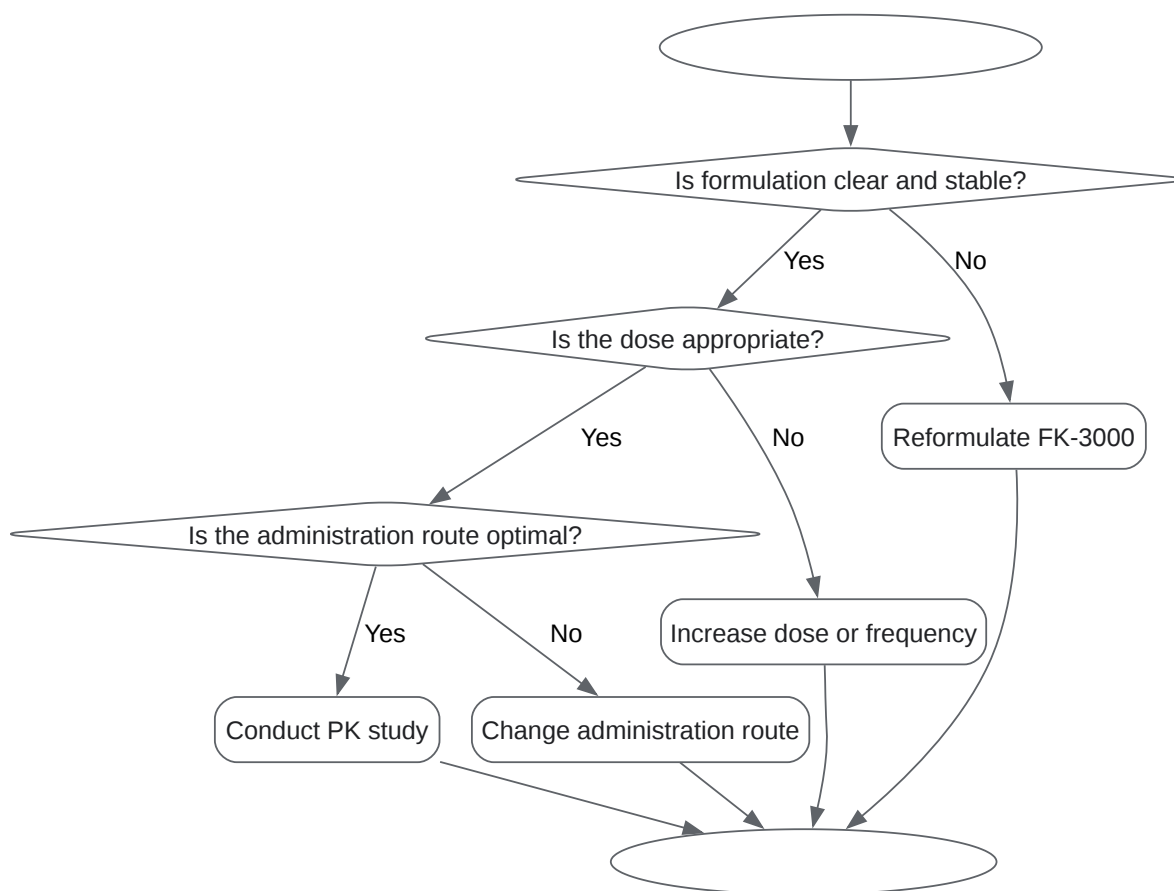 Is formulation clear and stable?
Yes
No
Is the dose appropriate?
Reformulate FK-3000
Yes
No
Is the administration route optimal?
Increase dose or frequency
Yes
No
Conduct PK study
Change administration route